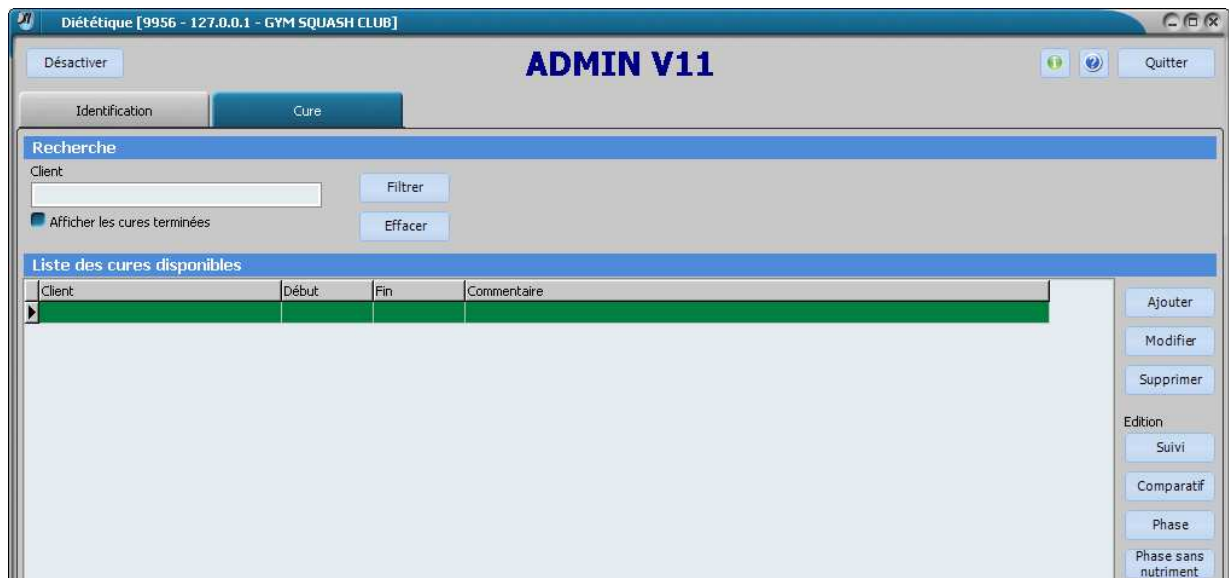 Diététique [9956 - 127.0.0.1 - GYM SQUASH CLUB]
Désactiver
ADMIN V11
Quitter
Identification
Cure
Recherche
Client
Filtrer
Afficher les cures terminées
Effacer
Liste des cures disponibles
Client Début Fin Commentaire
Ajouter
Modifier
Supprimer
Edition
Suivi
Comparatif
Phase
Phase sans
nutriment